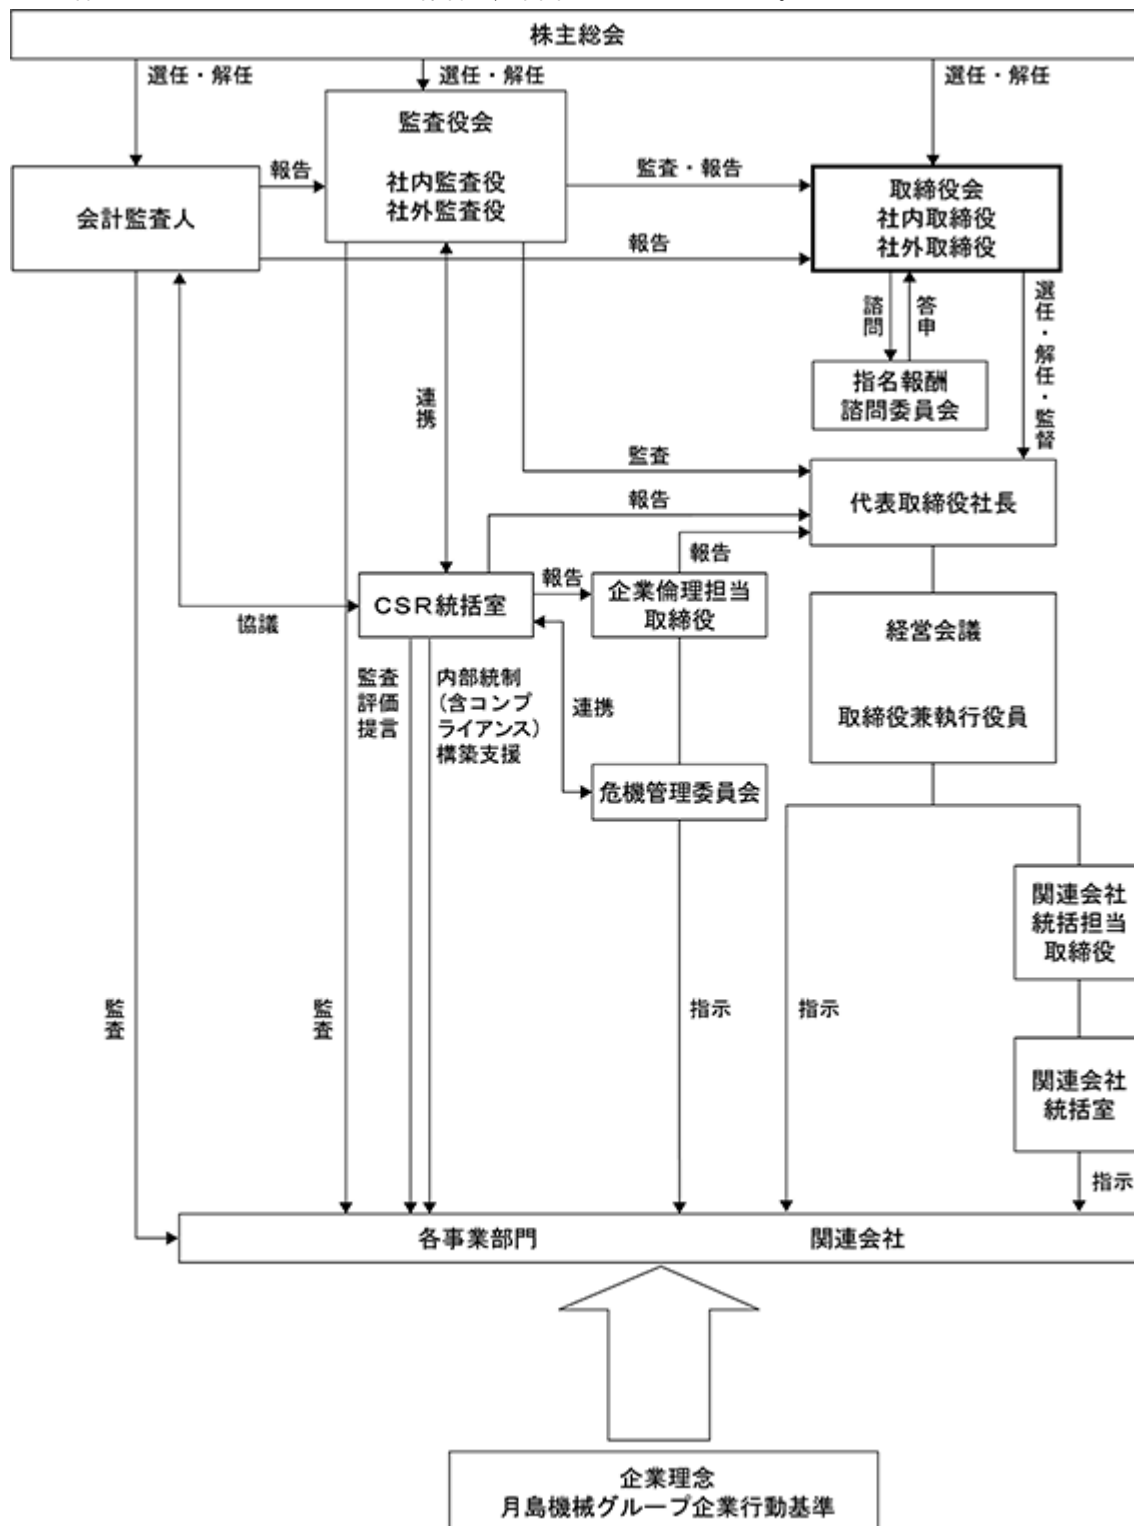 株主総会
選任・解任
選任・解任
選任・解任
監査役会
社内監査役
社外監査役
会計監査人
報告
監査・報告
取締役会
社内取締役
社外取締役
報告
諮問
答申
選任・解任・監督
指名報酬
諮問委員会
連携
監査
報告
代表取締役社長
報告
報告
CSR統括室
企業倫理担当
取締役
協議
経営会議
取締役兼執行役員
監査
評価
提言
内部統制
(含コンプ
ライアンス)
構築支援
連携
危機管理委員会
関連会社
統括担当
取締役
監査
監査
指示
指示
関連会社
統括室
指示
各事業部門
関連会社
企業理念
月島機械グループ企業行動基準